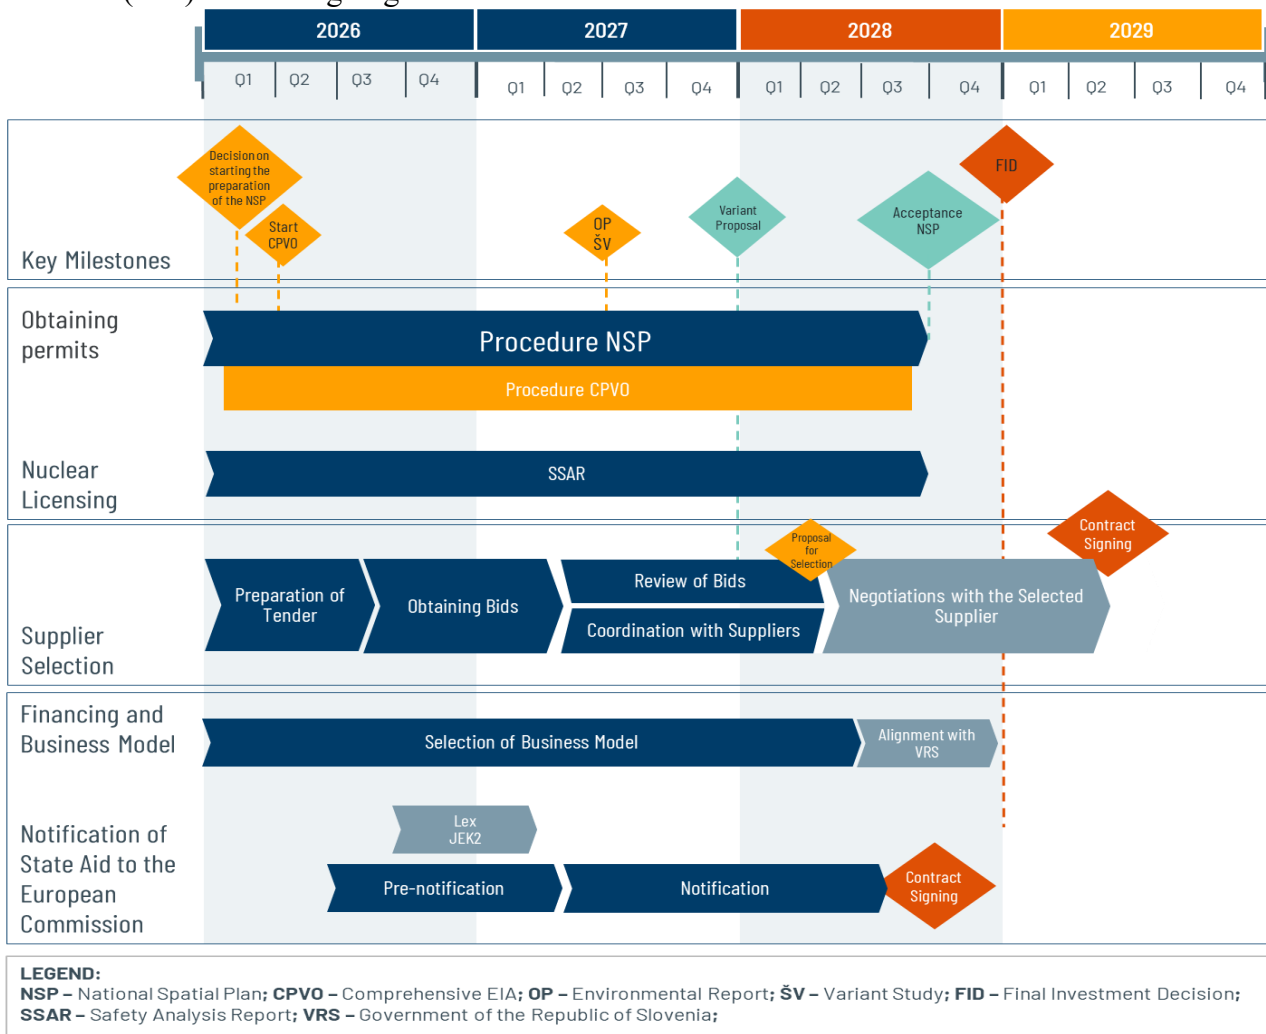 2026 2027 2028 2029
Q1 Q2 Q3 Q4 Q1 Q2 Q3 Q4 Q1 Q2 Q3 Q4 Q1 Q2 Q3 Q4
Key Milestones
Decision on
starting the
preparation
of the NSP
Start
CPVO
OP
ŠV
Variant
Proposal
Acceptance
NSP
FID
Obtaining
permits
Procedure NSP
Procedure CPVO
Nuclear
Licensing
SSAR
Supplier
Selection
Preparation of
Tender
Obtaining Bids
Review of Bids
Coordination with Suppliers
Proposal
for
Selection
Negotiations with the Selected
Supplier
Contract
Signing
Financing and
Business Model
Selection of Business Model
Alignment with
VRS
Notification of
State Aid to the
European
Commission
Lex
JEK2
Pre-notification
Notification
Contract
Signing
LEGEND:
NSP – National Spatial Plan; CPVO – Comprehensive EIA; OP – Environmental Report; ŠV – Variant Study; FID – Final Investment Decision;
SSAR – Safety Analysis Report; VRS – Government of the Republic of Slovenia;